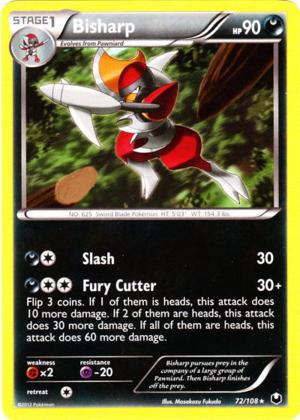 STAGE1
Bisharp
HP90
Evolves from Pawniard
NO. 625 Sword Blade Pokémon HT: 5'03" WT: 154.3 lbs.
Slash 30
Fury Cutter 30+
Flip 3 coins. If 1 of them is heads, this attack does
10 more damage. If 2 of them are heads, this attack
does 30 more damage. If all of them are heads, this
attack does 60 more damage.
weakness
×2
resistance
-20
retreat
Bisharp pursues prey in the
company of a large group of
Pawniard. Then Bisharp finishes
off the prey.
©2012 Pokémon
Illus. Masakazu Fukuda
72/108★